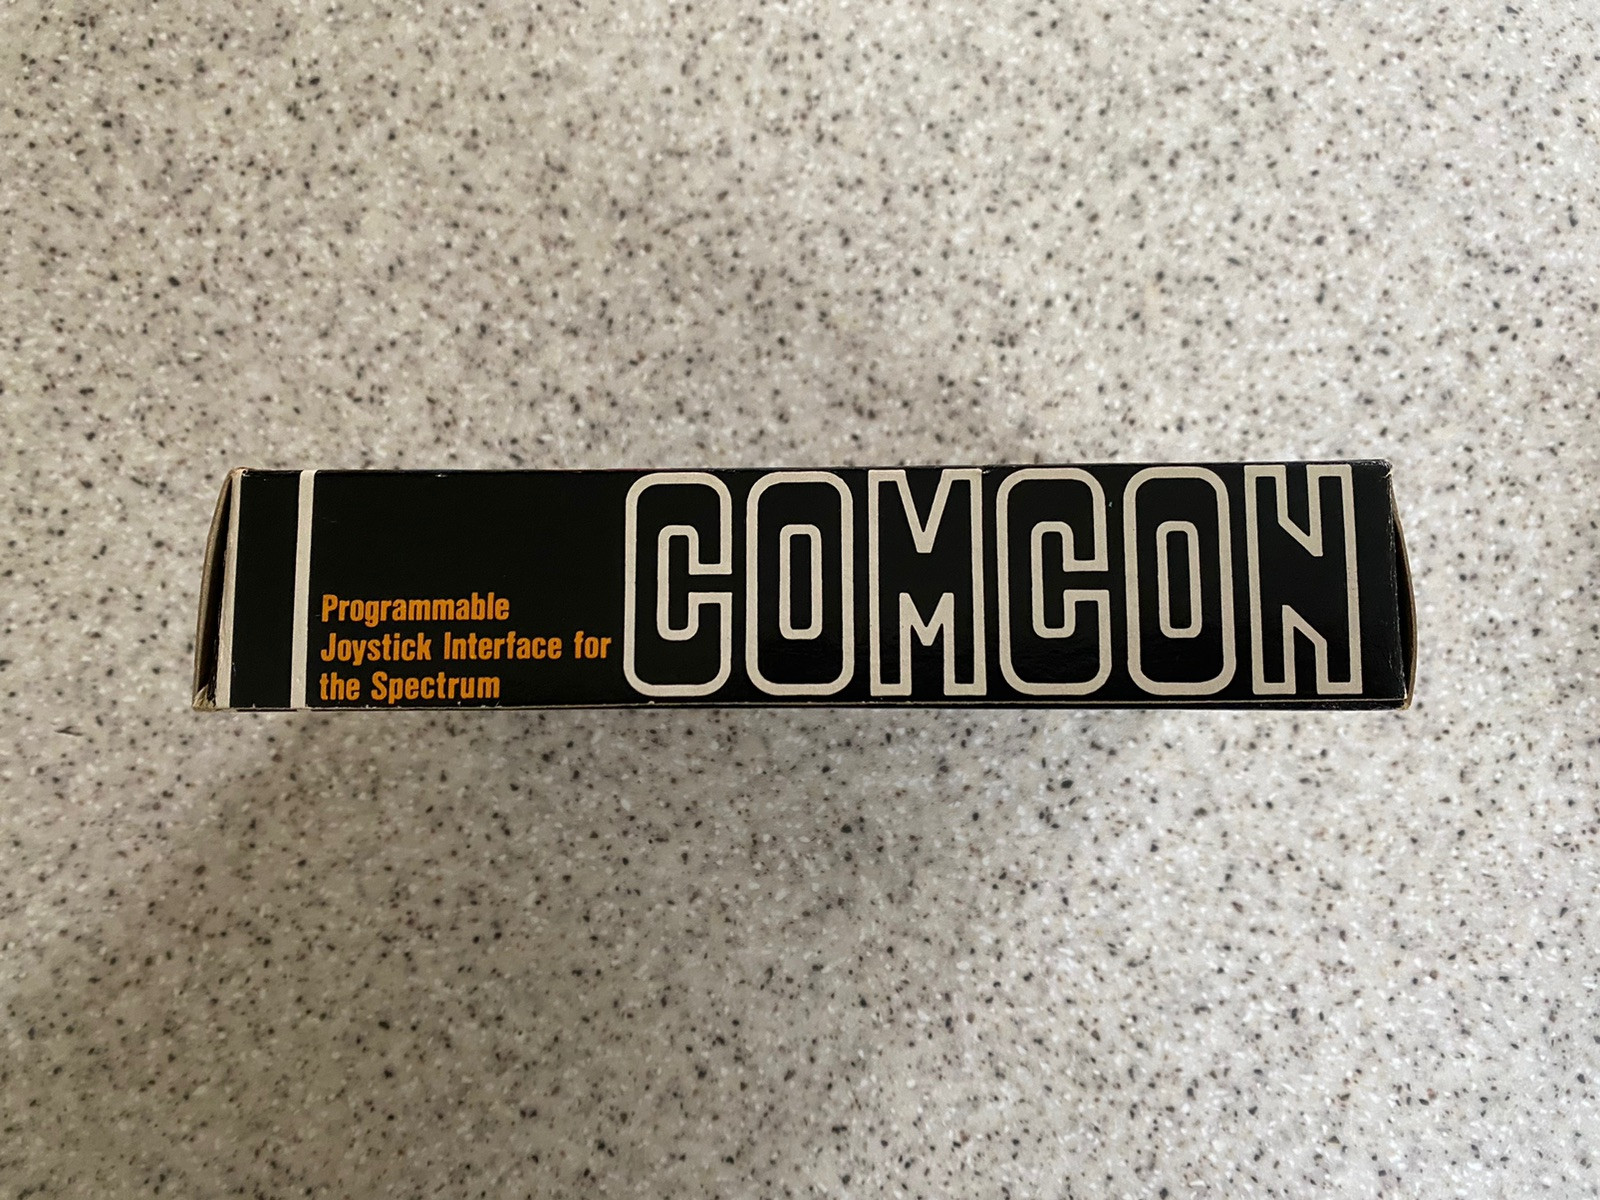 Programmable
Joystick Interface for
the Spectrum
COMCON